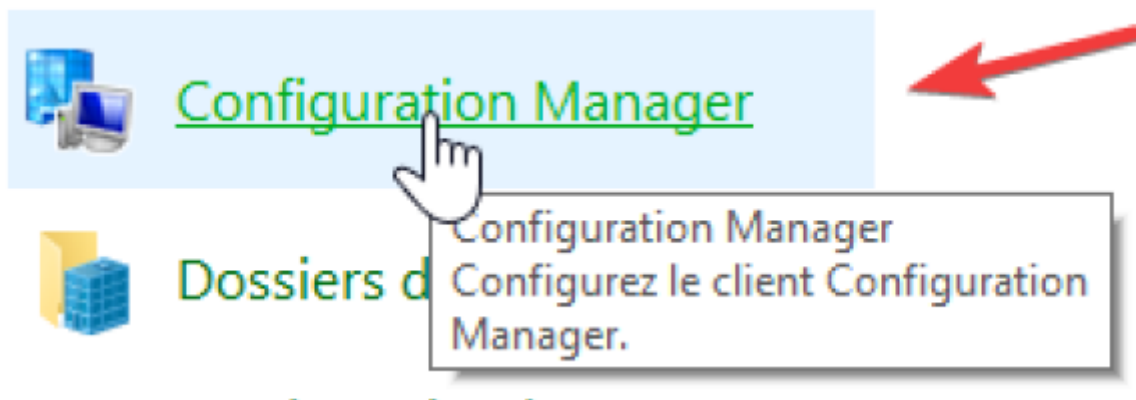 Configuration Manager
Configuration Manager
Configurez le client Configuration
Manager.
Dossiers d